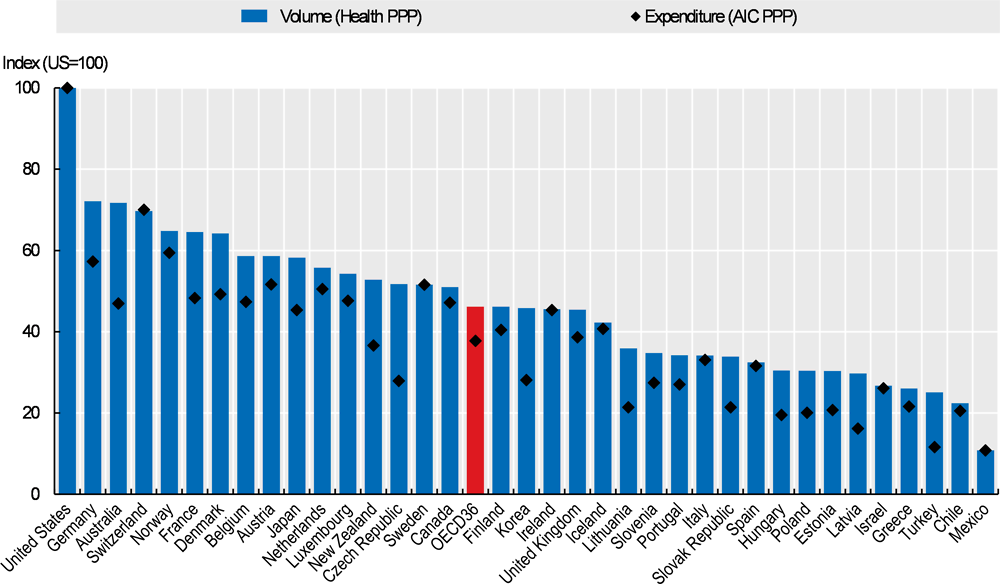 Volume (Health PPP)
Expenditure (AIC PPP)
Index (US=100)
100
80
60
40
20
0
United States
Germany
Australia
Switzerland
Norway
France
Denmark
Belgium
Austria
Japan
Netherlands
Luxembourg
New Zealand
Czech Republic
Sweden
Canada
OECD36
Finland
Korea
Ireland
United Kingdom
Iceland
Lithuania
Slovenia
Portugal
Italy
Slovak Republic
Spain
Hungary
Poland
Estonia
Latvia
Israel
Greece
Turkey
Chile
Mexico